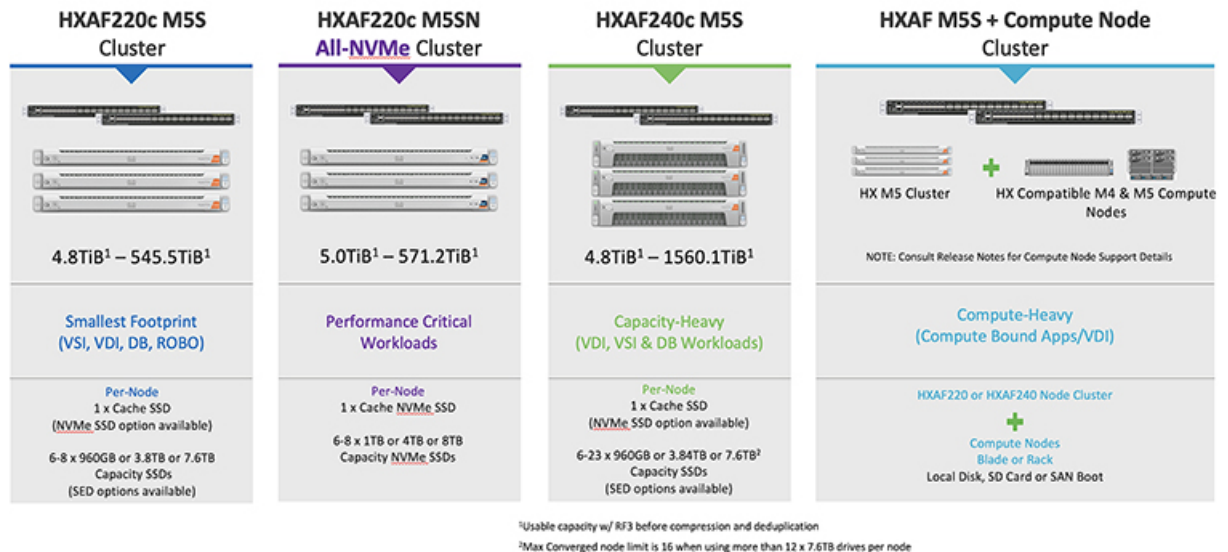 HXAF220c M5S
Cluster
4.8TiB¹ – 545.5TiB¹
Smallest Footprint
(VSI, VDI, DB, ROBO)
Per-Node
1 x Cache SSD
(NVMe SSD option available)
6-8 x 960GB or 3.8TB or 7.6TB
Capacity SSDs
(SED options available)
HXAF220c M5SN
All-NVMe Cluster
5.0TiB¹ – 571.2TiB¹
Performance Critical
Workloads
Per-Node
1 x Cache NVMe SSD
6-8 x 1TB or 4TB or 8TB
Capacity NVMe SSDs
HXAF240c M5S
Cluster
4.8TiB¹ – 1560.1TiB¹
Capacity-Heavy
(VDI, VSI & DB Workloads)
Per-Node
1 x Cache SSD
(NVMe SSD option available)
6-23 x 960GB or 3.84TB or 7.6TB²
Capacity SSDs
(SED options available)
HXAF M5S + Compute Node
Cluster
HX M5 Cluster
HX Compatible M4 & M5 Compute
Nodes
NOTE: Consult Release Notes for Compute Node Support Details
Compute-Heavy
(Compute Bound Apps/VDI)
HXAF220 or HXAF240 Node Cluster
Compute Nodes
Blade or Rack
Local Disk, SD Card or SAN Boot
¹Usable capacity w/ RF3 before compression and deduplication
²Max Converged node limit is 16 when using more than 12 x 7.6TB drives per node